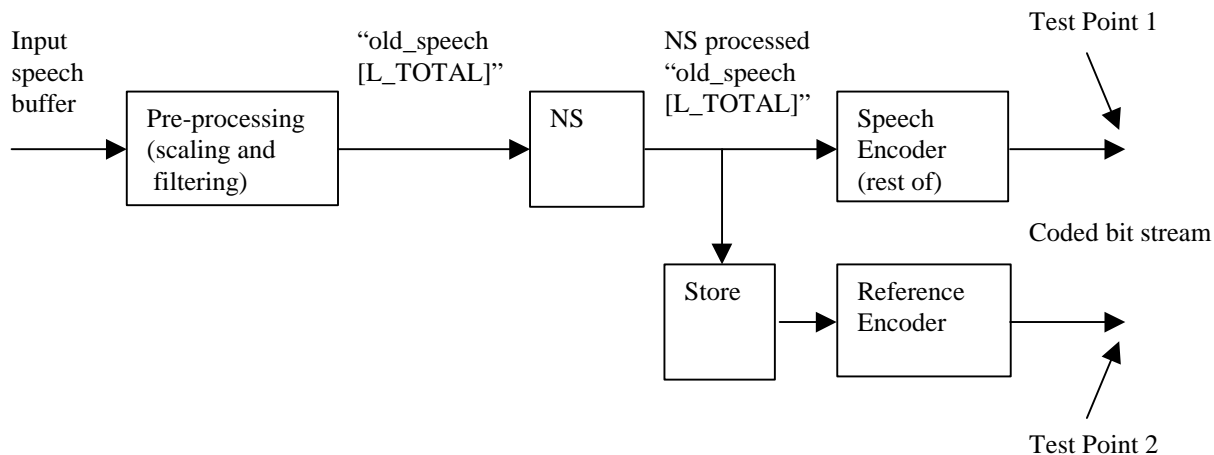 Test Point 1
Input
speech
buffer
“old_speech
[L_TOTAL]”
NS processed
“old_speech
[L_TOTAL]”
Pre-processing
(scaling and
filtering)
NS
Speech
Encoder
(rest of)
Coded bit stream
Store
Reference
Encoder
Test Point 2